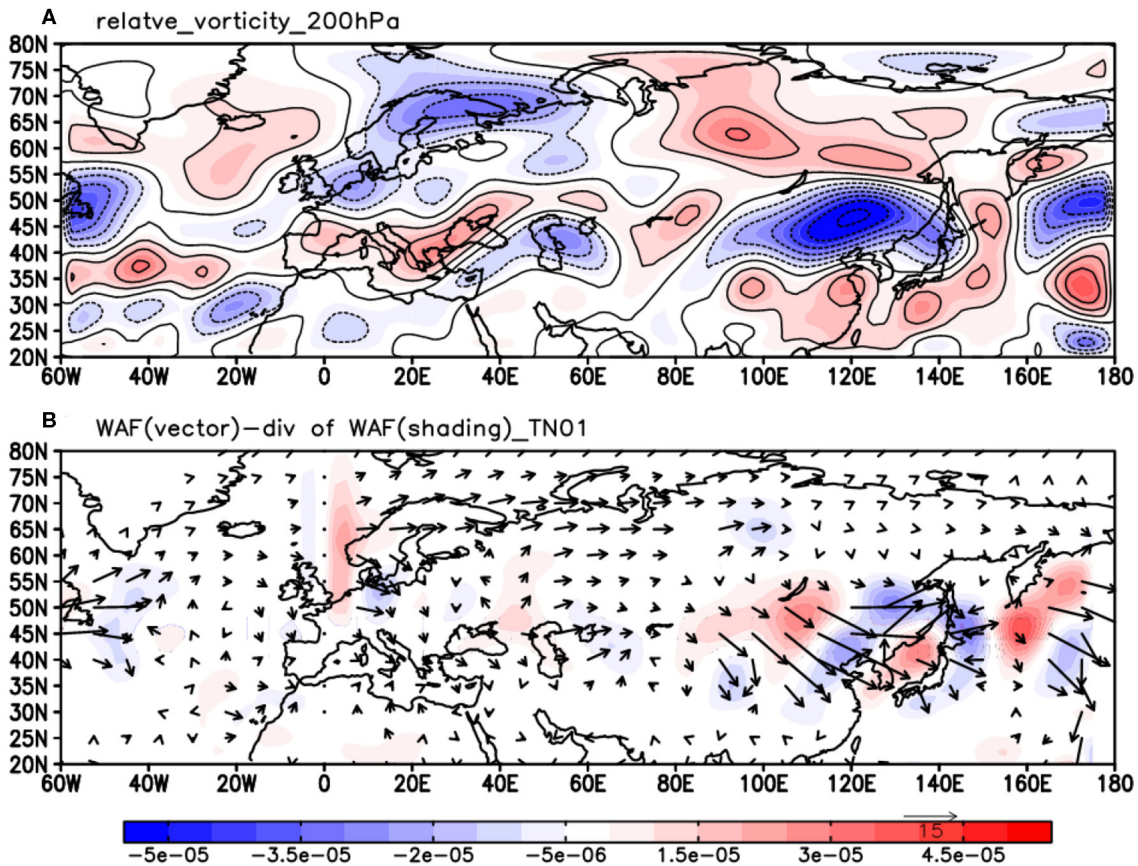 A
relatve_vorticity_200hPa
80N
75N
70N
65N
60N
55N
50N
45N
40N
35N
30N
25N
20N
60W 40W 20W 0 20E 40E 60E 80E 100E 120E 140E 160E 180
B
WAF(vector)-div of WAF(shading)_TN01
80N
75N
70N
65N
60N
55N
50N
45N
40N
35N
30N
25N
20N
60W 40W 20W 0 20E 40E 60E 80E 100E 120E 140E 160E 180
15
-5e-05 -3.5e-05 -2e-05 -5e-06 1.5e-05 3e-05 4.5e-05